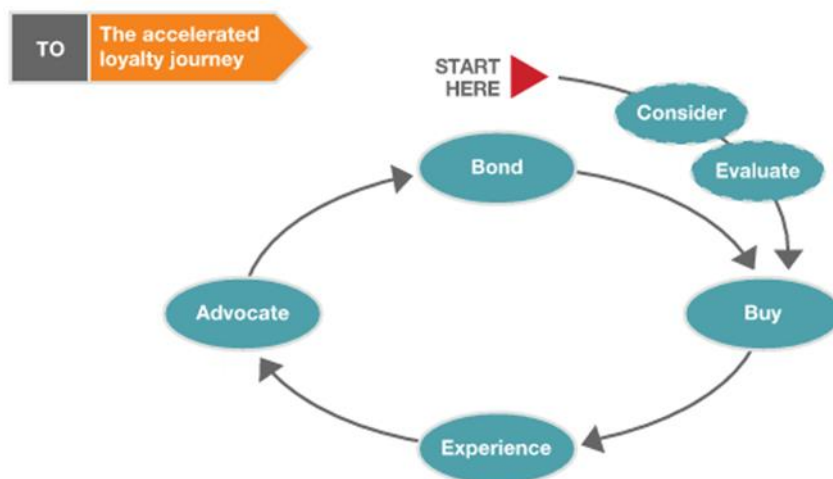 TO
The accelerated
loyalty journey
START
HERE
Consider
Evaluate
Bond
Buy
Advocate
Experience